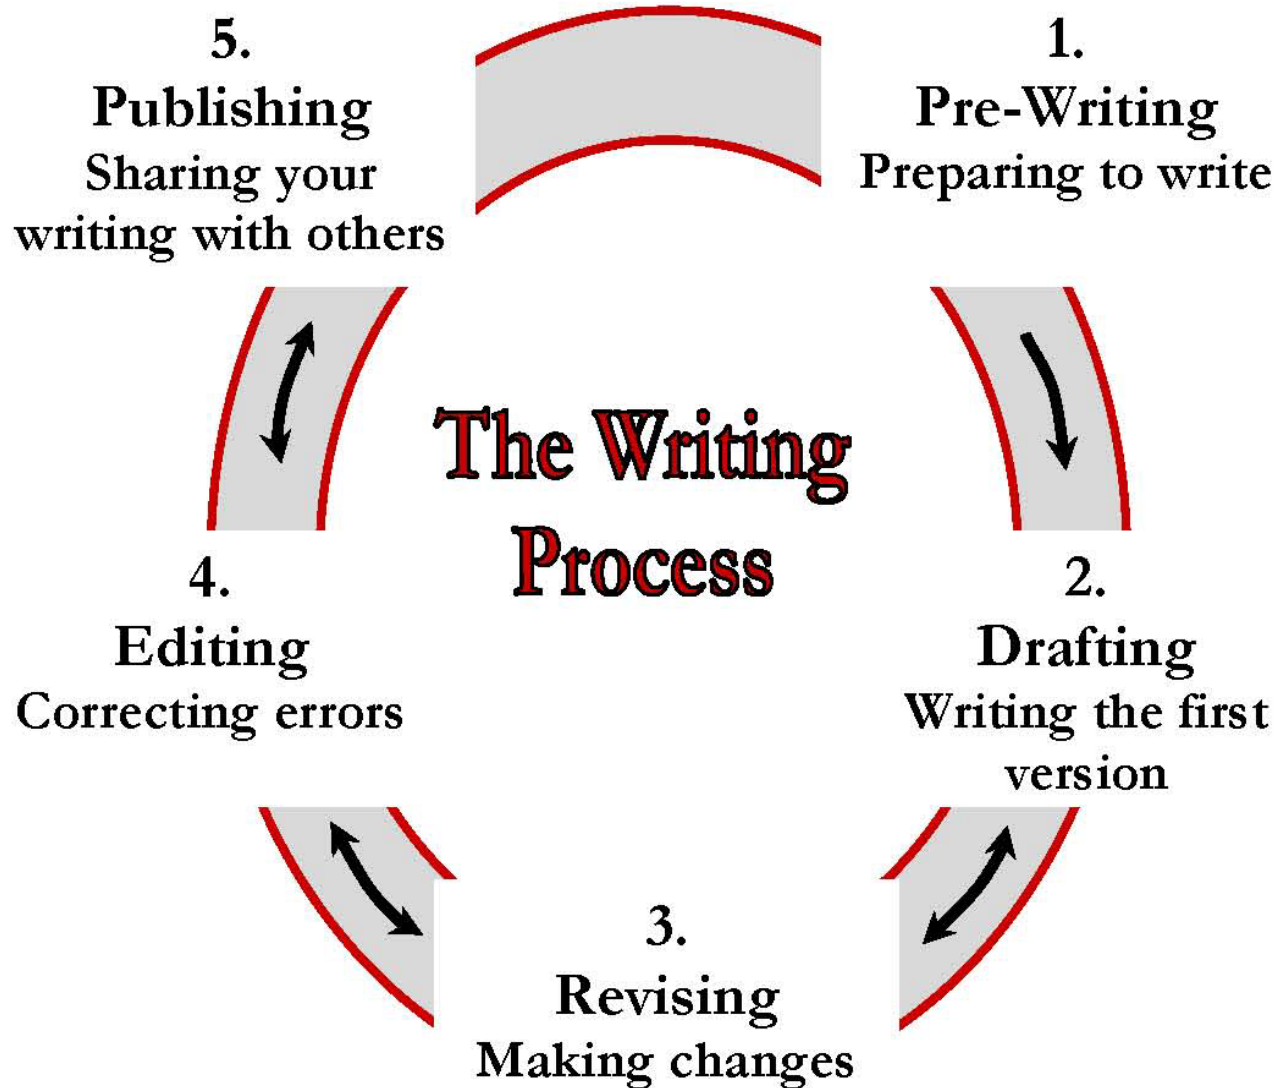 The Writing
Process
1.
Pre-Writing
Preparing to write
2.
Drafting
Writing the first
version
3.
Revising
Making changes
4.
Editing
Correcting errors
5.
Publishing
Sharing your
writing with others